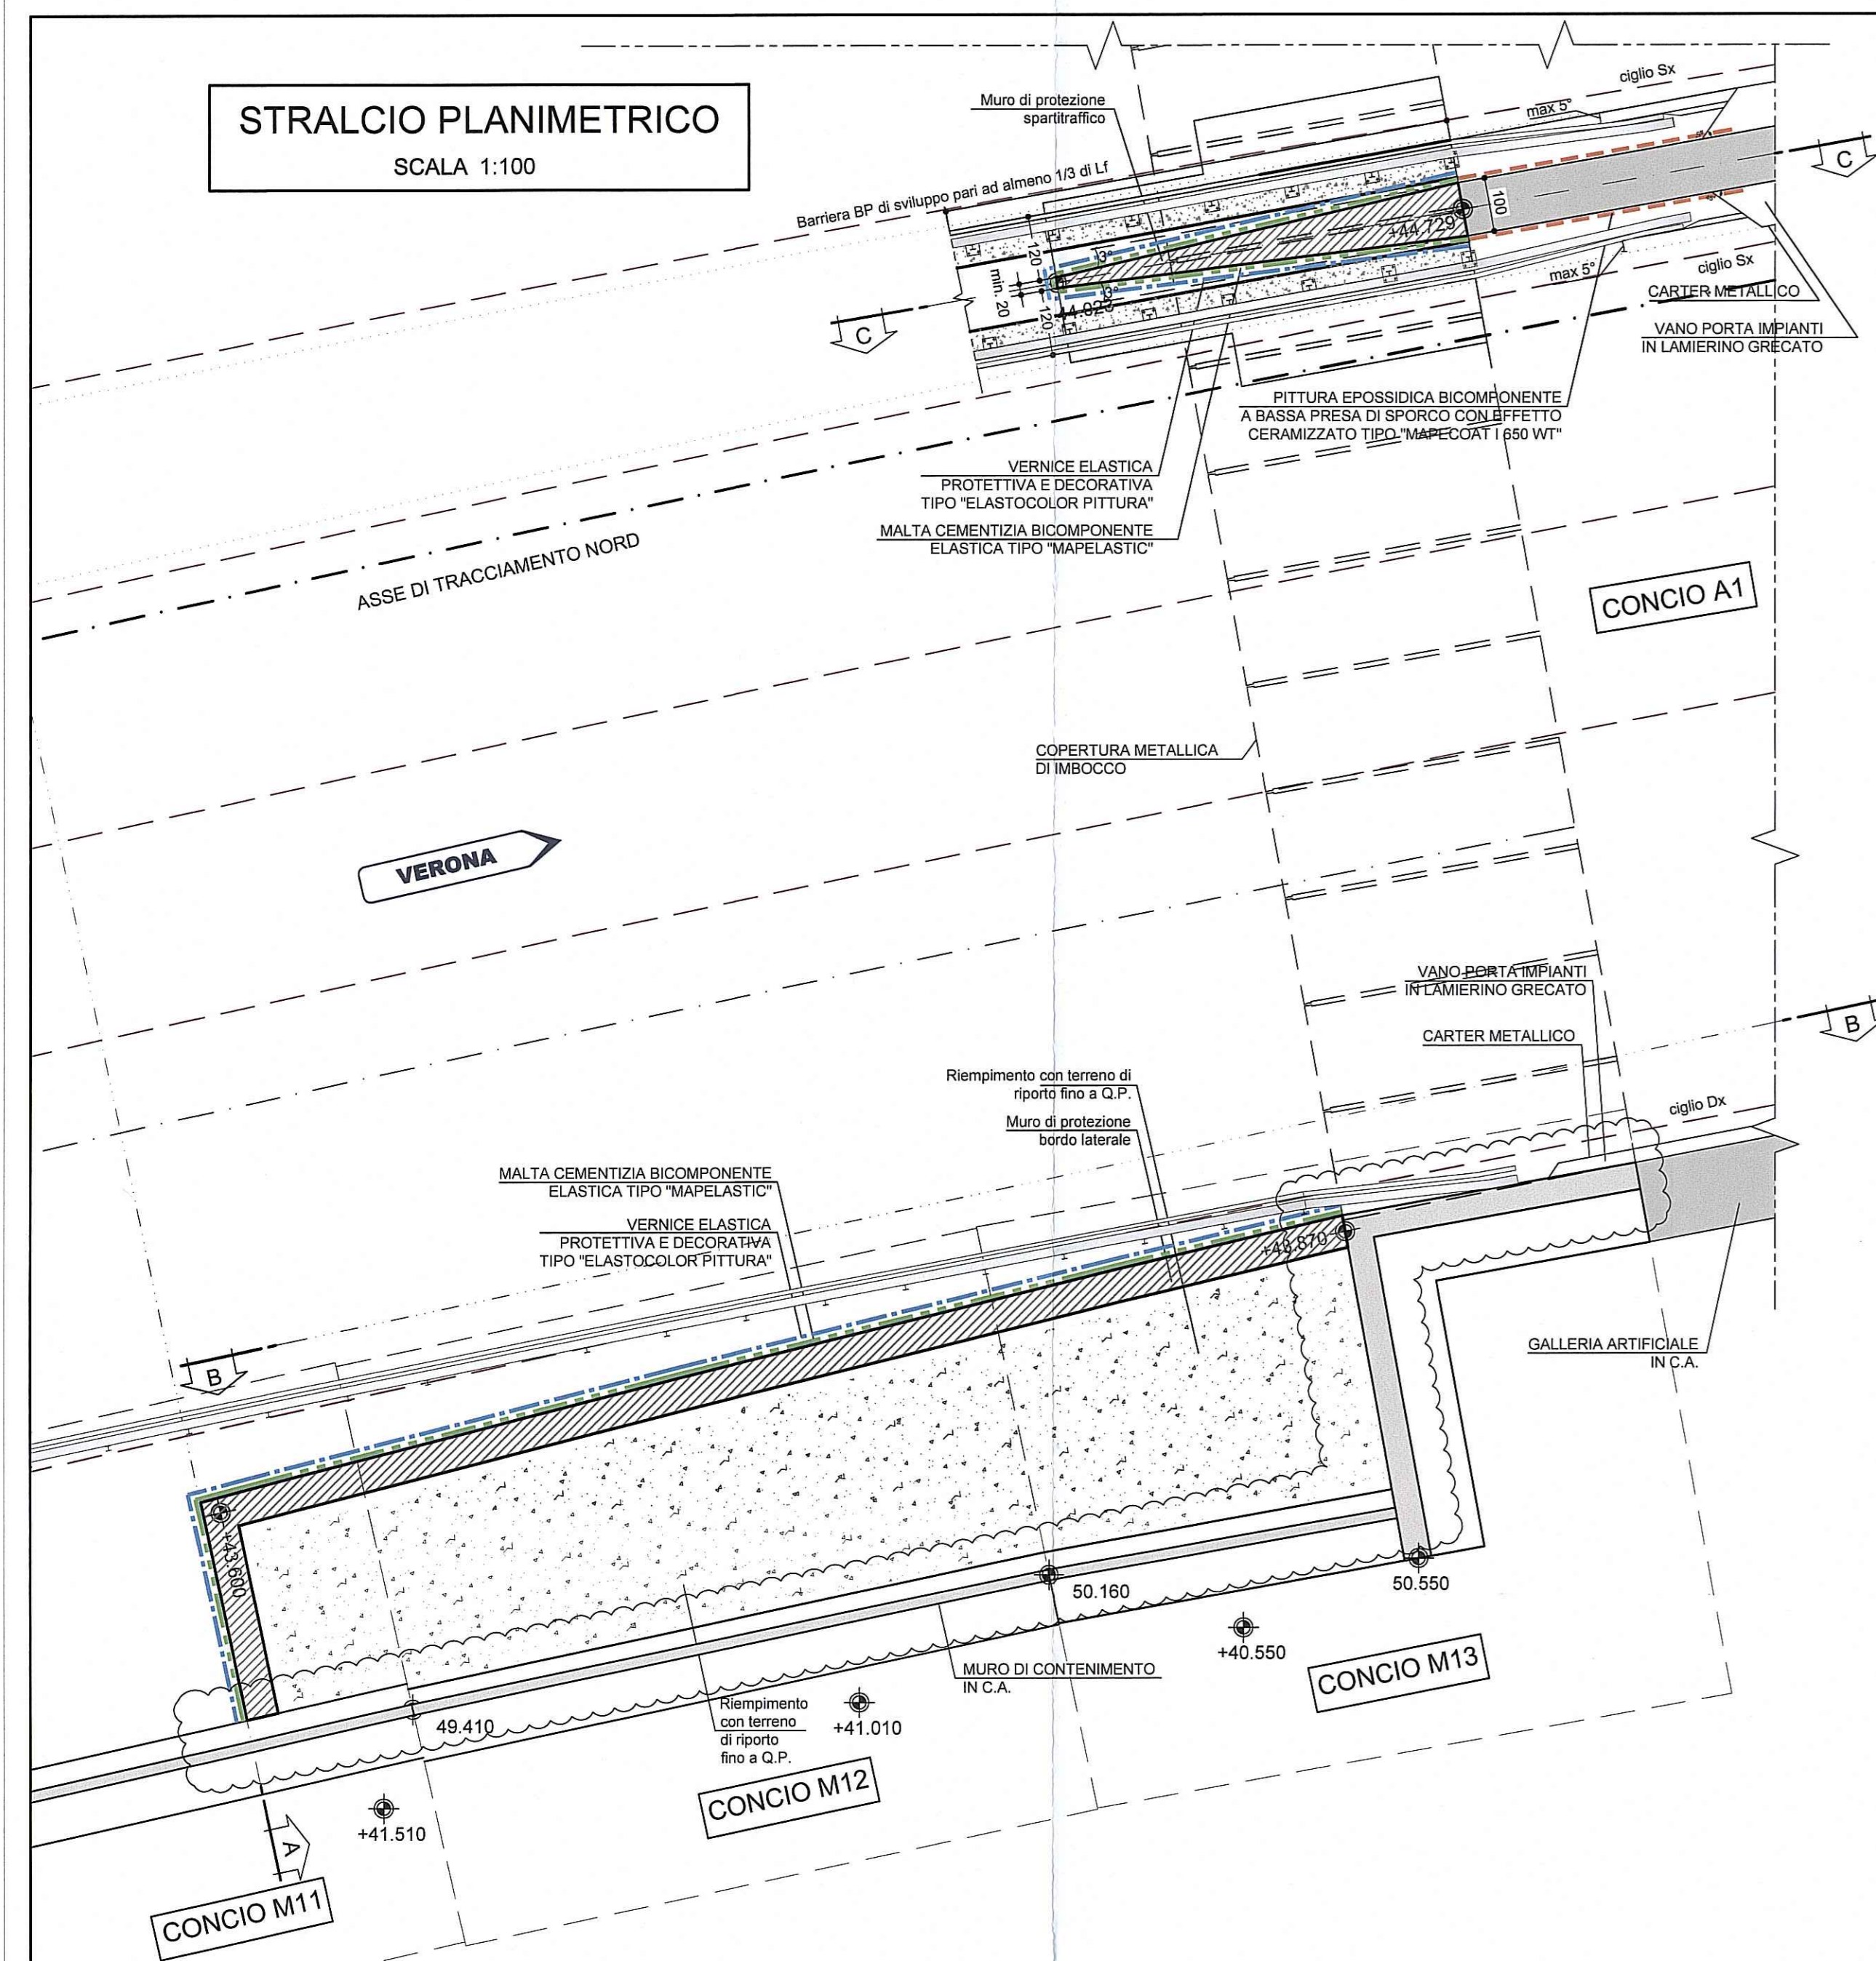 STRALCIO PLANIMETRICO
SCALA 1:100
Muro di protezione
spartitraffico
ciglio Sx
max 5°
C
Barriera BP di sviluppo pari ad almeno 1/3 di Lf
100
+44.729
120
3°
min. 20
3°
120
C
max 5°
ciglio Sx
CARTER METALLICO
VANO PORTA IMPIANTI
IN LAMIERINO GRECATO
PITTURA EPOSSIDICA BICOMPONENTE
A BASSA PRESA DI SPORCO CON EFFETTO
CERAMIZZATO TIPO "MAPECOAT I 650 WT"
VERNICE ELASTICA
PROTETTIVA E DECORATIVA
TIPO "ELASTOCOLOR PITTURA"
MALTA CEMENTIZIA BICOMPONENTE
ELASTICA TIPO "MAPELASTIC"
ASSE DI TRACCIAMENTO NORD
CONCIO A1
COPERTURA METALLICA
DI IMBOCCO
VERONA
VANO PORTA IMPIANTI
IN LAMIERINO GRECATO
CARTER METALLICO
B
Riempimento con terreno di
riporto fino a Q.P.
Muro di protezione
bordo laterale
ciglio Dx
MALTA CEMENTIZIA BICOMPONENTE
ELASTICA TIPO "MAPELASTIC"
VERNICE ELASTICA
PROTETTIVA E DECORATIVA
TIPO "ELASTOCOLOR PITTURA"
+43.870
GALLERIA ARTIFICIALE
IN C.A.
B
+43.600
50.160
50.550
+40.550
CONCIO M13
MURO DI CONTENIMENTO
IN C.A.
49.410
Riempimento
con terreno
di riporto
fino a Q.P.
+41.010
CONCIO M12
+41.510
A
CONCIO M11